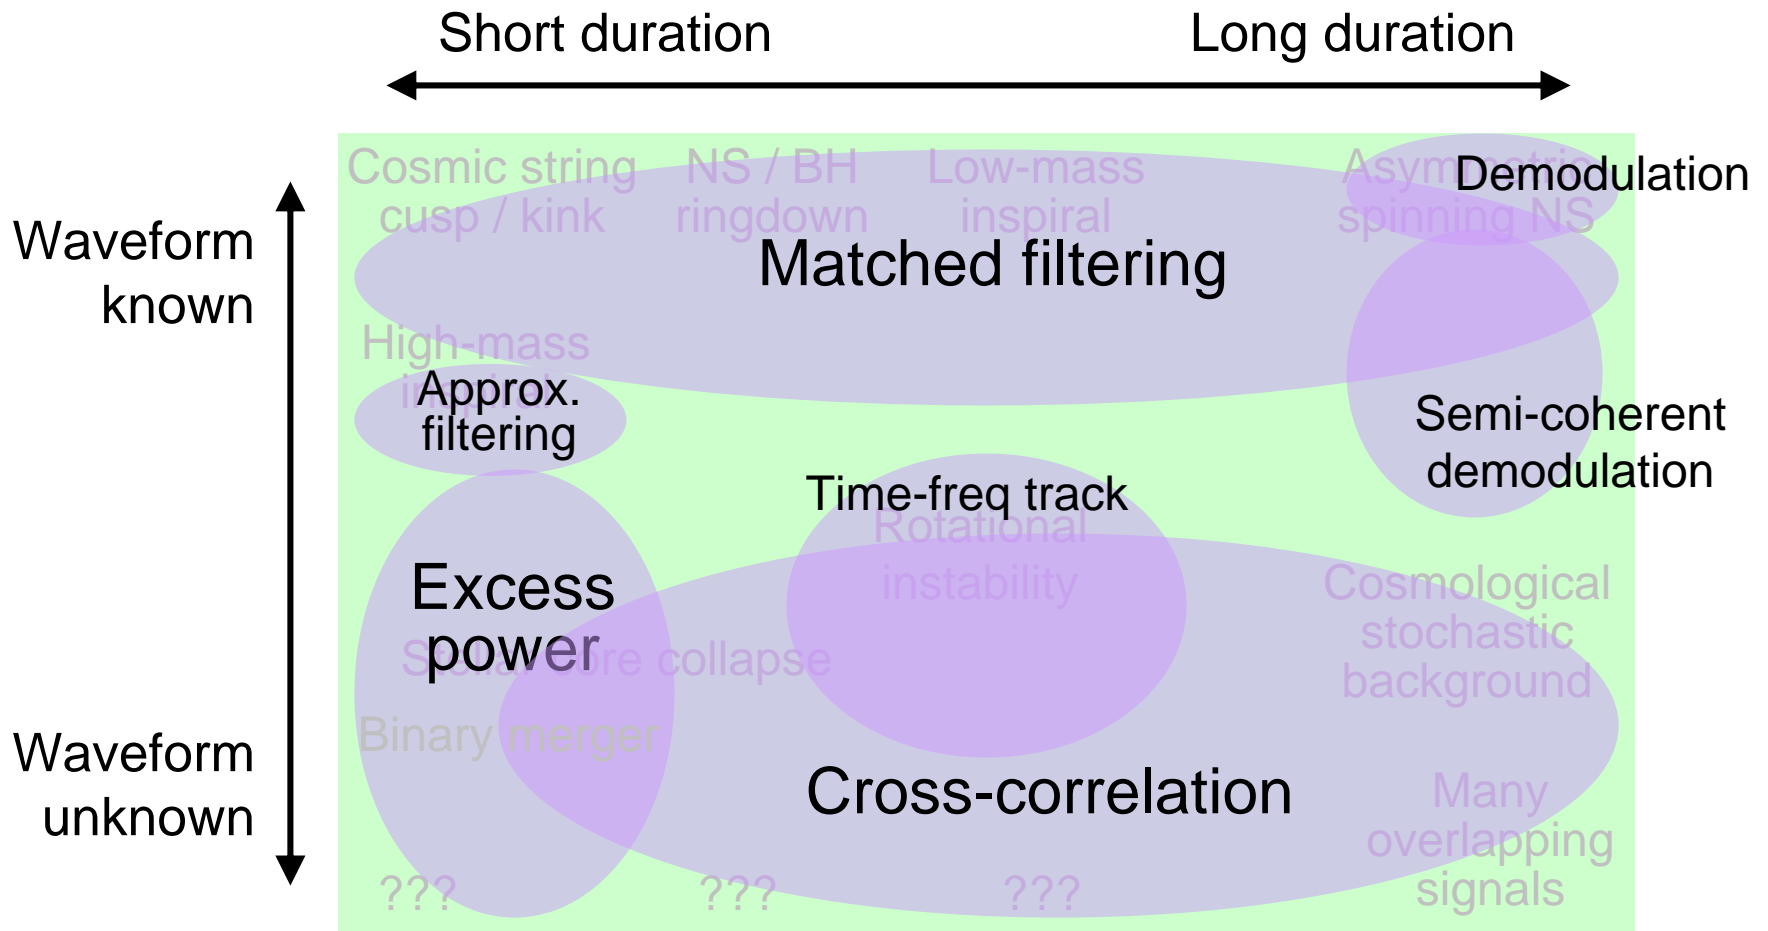 Short duration
Long duration
Cosmic string
cusp / kink
NS / BH
ringdown
Low-mass
inspiral
Asymmetric
spinning NS
Demodulation
Waveform
known
Matched filtering
High-mass
inspiral
Approx.
filtering
Semi-coherent
demodulation
Time-freq track
Rotational
instability
Excess
power
Stellar core collapse
Cosmological
stochastic
background
Binary merger
Waveform
unknown
Cross-correlation
Many
overlapping
signals
???
???
???